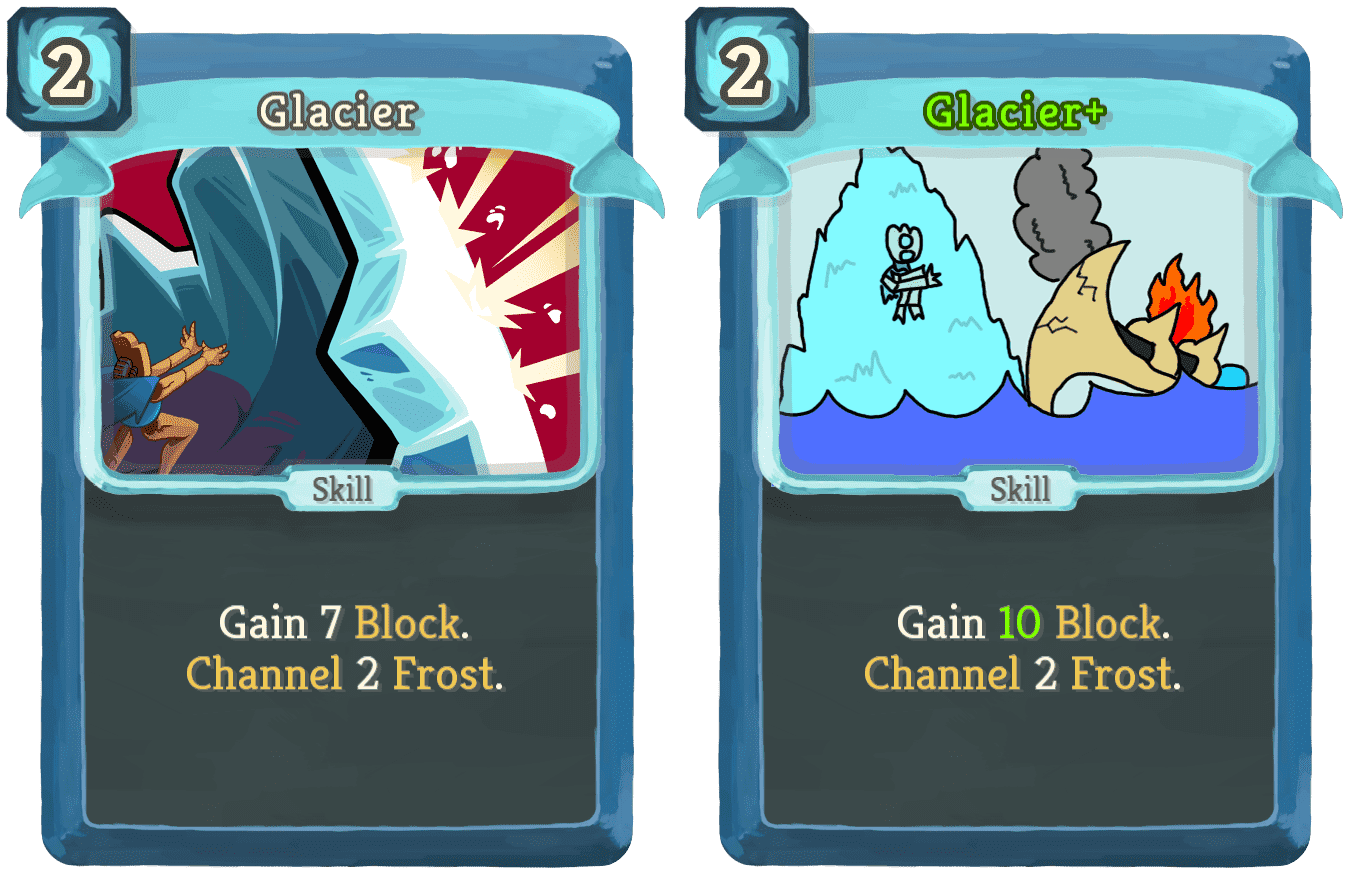 2
Glacier
Skill
Gain 7 Block.
Channel 2 Frost.
2
Glacier+
Skill
Gain 10 Block.
Channel 2 Frost.